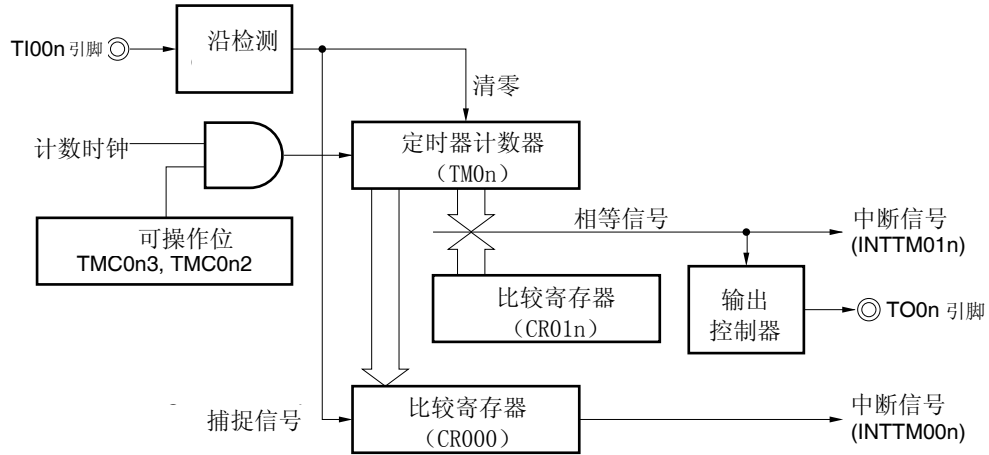 TI00n 引脚
沿检测
清零
计数时钟
定时器计数器
(TM0n)
可操作位
TMC0n3, TMC0n2
相等信号
中断信号
(INTTM01n)
比较寄存器
(CR01n)
输出
控制器
TO0n 引脚
捕捉信号
比较寄存器
(CR000)
中断信号
(INTTM00n)